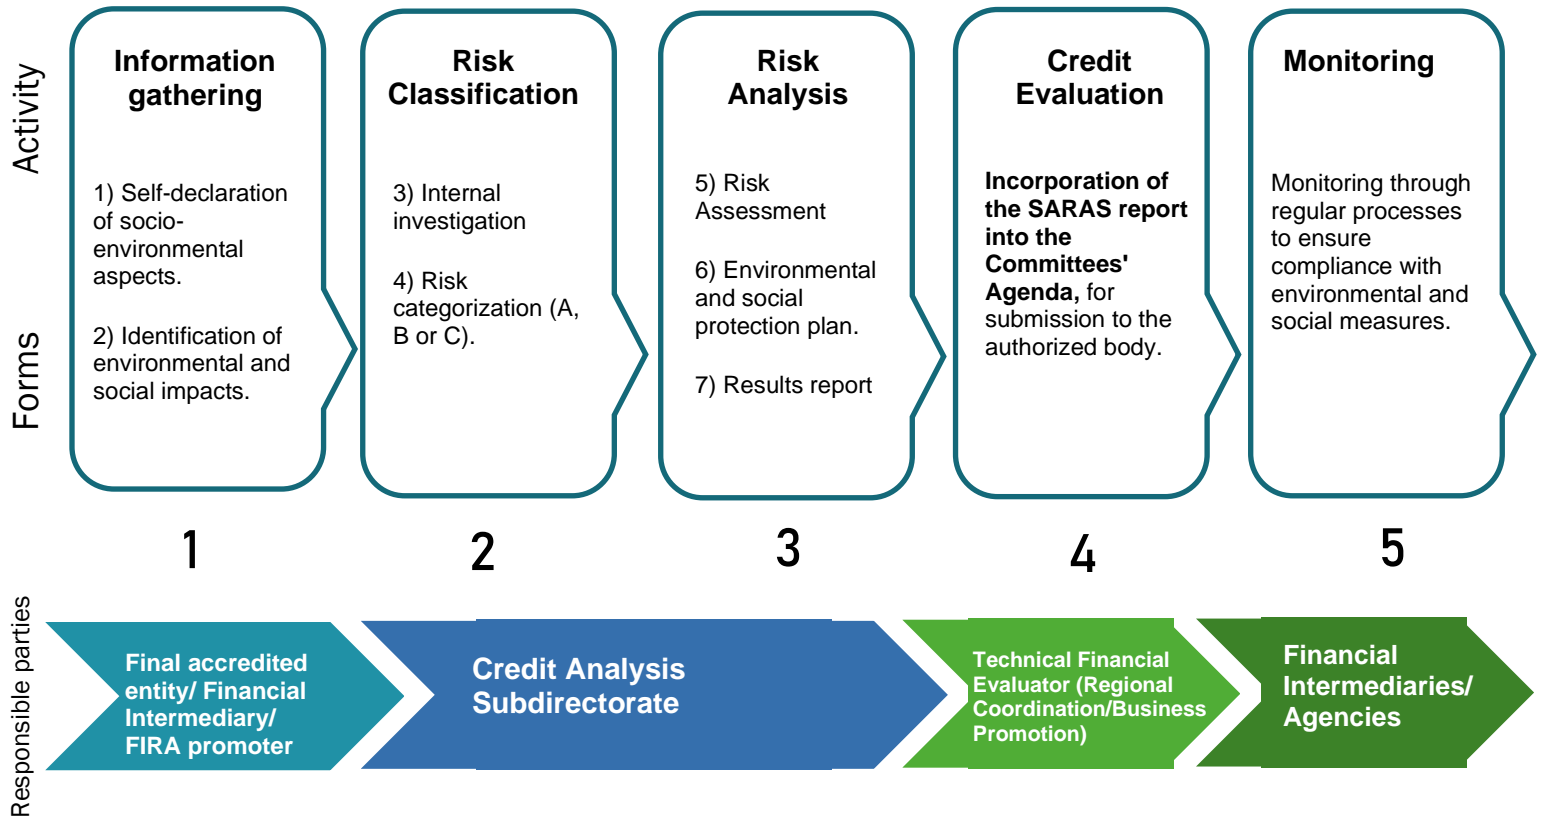 Activity
Forms
Information
gathering
1) Self-declaration
of socio-
environmental
aspects.
2) Identification of
environmental and
social impacts.
Risk
Classification
3) Internal
investigation
4) Risk
categorization (A,
B or C).
Risk
Analysis
5) Risk
Assessment
6) Environmental
and social
protection plan.
7) Results report
Credit
Evaluation
Incorporation of
the SARAS report
into the
Committees'
Agenda, for
submission to the
authorized body.
Monitoring
Monitoring through
regular processes
to ensure
compliance with
environmental and
social measures.
1
2
3
4
5
Responsible parties
Final accredited
entity/ Financial
Intermediary/
FIRA promoter
Credit Analysis
Subdirectorate
Technical Financial
Evaluator (Regional
Coordination/Business
Promotion)
Financial
Intermediaries/
Agencies